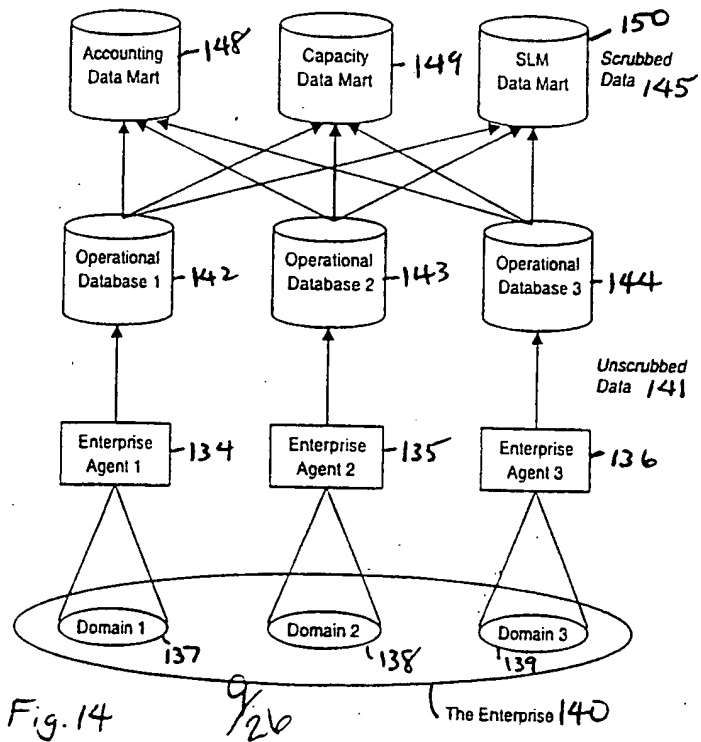 Accounting
Data Mart
148
Capacity
Data Mart
149
SLM
Data Mart
150
Scrubbed
Data 145
Operational
Database 1
142
Operational
Database 2
143
Operational
Database 3
144
Unscrubbed
Data 141
Enterprise
Agent 1
134
Enterprise
Agent 2
135
Enterprise
Agent 3
136
Domain 1
137
Domain 2
138
Domain 3
139
The Enterprise 140
Fig. 14
9/26